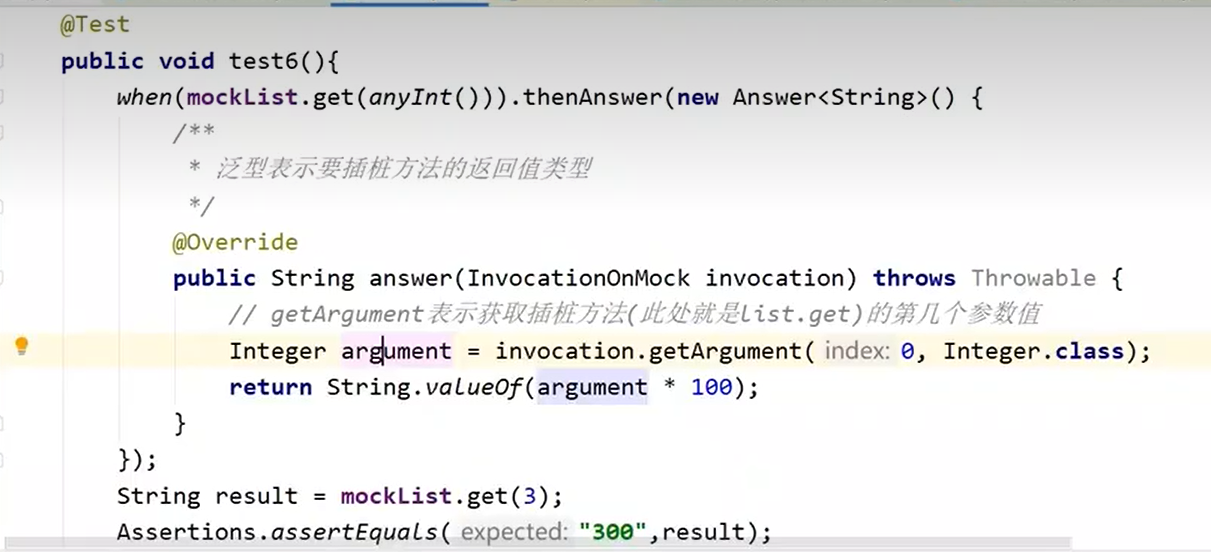 @Test
public void test6(){
when(mockList.get(anyInt())).thenAnswer(new Answer<String>() {
/**
* 泛型表示要插桩方法的返回值类型
*/
@Override
public String answer(InvocationOnMock invocation) throws Throwable {
// getArgument表示获取插桩方法(此处就是list.get)的第几个参数值
Integer argument = invocation.getArgument( index: 0, Integer.class);
return String.valueOf(argument * 100);
}
});
String result = mockList.get(3);
Assertions.assertEquals( expected: "300",result);